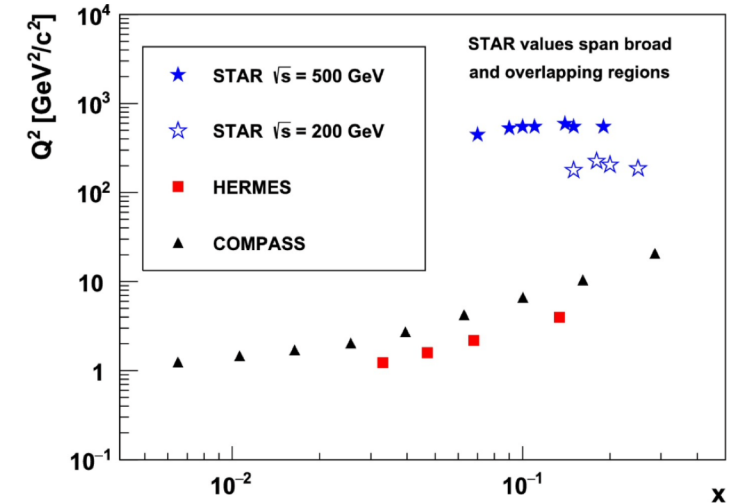 Q² [GeV²/c²]
10⁴
10³
10²
10
1
10⁻¹
STAR √s = 500 GeV
STAR √s = 200 GeV
HERMES
COMPASS
STAR values span broad
and overlapping regions
10⁻²
10⁻¹
x